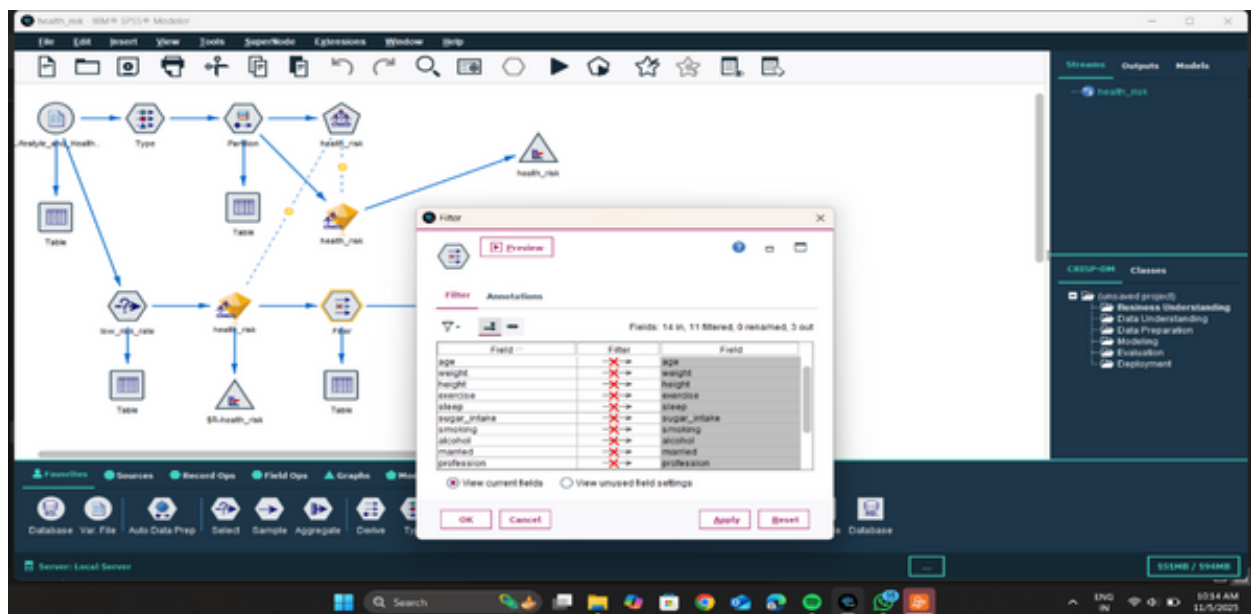 health_risk - IBM® SPSS® Modeler
File Edit Insert View Tools SuperNode Extensions Window Help
Streams Outputs Models
health_risk
Lifestyle_and_Health..
Type
Partition
health_risk
health_risk
Table
Table
health_risk
Filter
Preview
Filter Annotations
Fields: 14 in, 11 filtered, 0 renamed, 3 out
Field Filter Field
age age
weight weight
height height
exercise exercise
sleep sleep
sugar_intake sugar_intake
smoking smoking
alcohol alcohol
married married
profession profession
View current fields View unused field settings
OK Cancel Apply Reset
low_risk_rate
health_risk
Filter
Table
SR-health_risk
Table
CRISP-DM Classes
(unsaved project)
Business Understanding
Data Understanding
Data Preparation
Modeling
Evaluation
Deployment
Favorites Sources Record Ops Field Ops Graphs
Database Var. File Auto Data Prep Select Sample Aggregate Derive Database
Server: Local Server
...
551MB / 594MB
Search
ENG
IN
10:54 AM
11/5/2025